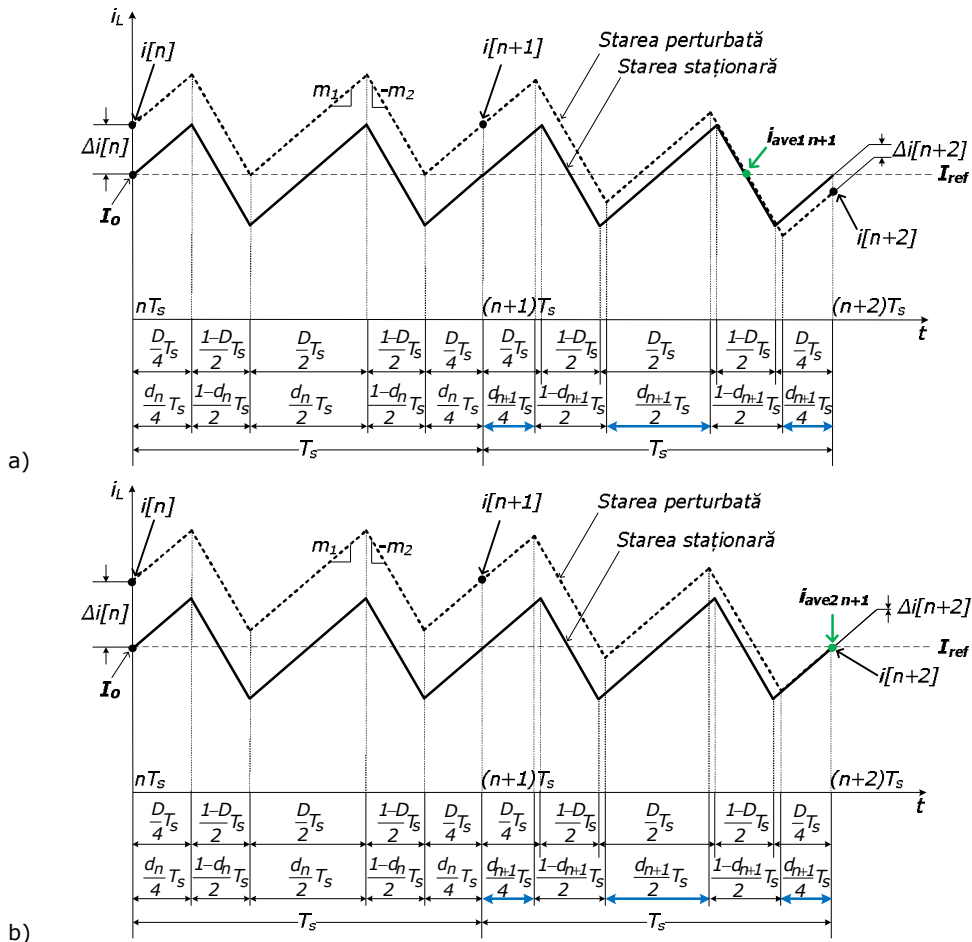 i_L
i[n]
i[n+1]
Starea perturbată
Starea staționară
m_1
-m_2
i_ave1 n+1
Δi[n+2]
Δi[n]
I_ref
I_o
i[n+2]
nT_s
(n+1)T_s
(n+2)T_s
t
D/4 T_s 1-D/2 T_s D/2 T_s 1-D/2 T_s D/4 T_s D/4 T_s 1-D/2 T_s D/2 T_s 1-D/2 T_s D/4 T_s
d_n/4 T_s 1-d_n/2 T_s d_n/2 T_s 1-d_n/2 T_s d_n/4 T_s d_n+1/4 T_s 1-d_n+1/2 T_s d_n+1/2 T_s 1-d_n+1/2 T_s d_n+1/4 T_s
T_s T_s
a)
i_L
i[n]
i[n+1]
Starea perturbată
Starea staționară
m_1
-m_2
i_ave2 n+1
Δi[n+2]
Δi[n]
I_ref
I_o
i[n+2]
nT_s
(n+1)T_s
(n+2)T_s
t
D/4 T_s 1-D/2 T_s D/2 T_s 1-D/2 T_s D/4 T_s D/4 T_s 1-D/2 T_s D/2 T_s 1-D/2 T_s D/4 T_s
d_n/4 T_s 1-d_n/2 T_s d_n/2 T_s 1-d_n/2 T_s d_n/4 T_s d_n+1/4 T_s 1-d_n+1/2 T_s d_n+1/2 T_s 1-d_n+1/2 T_s d_n+1/4 T_s
T_s T_s
b)